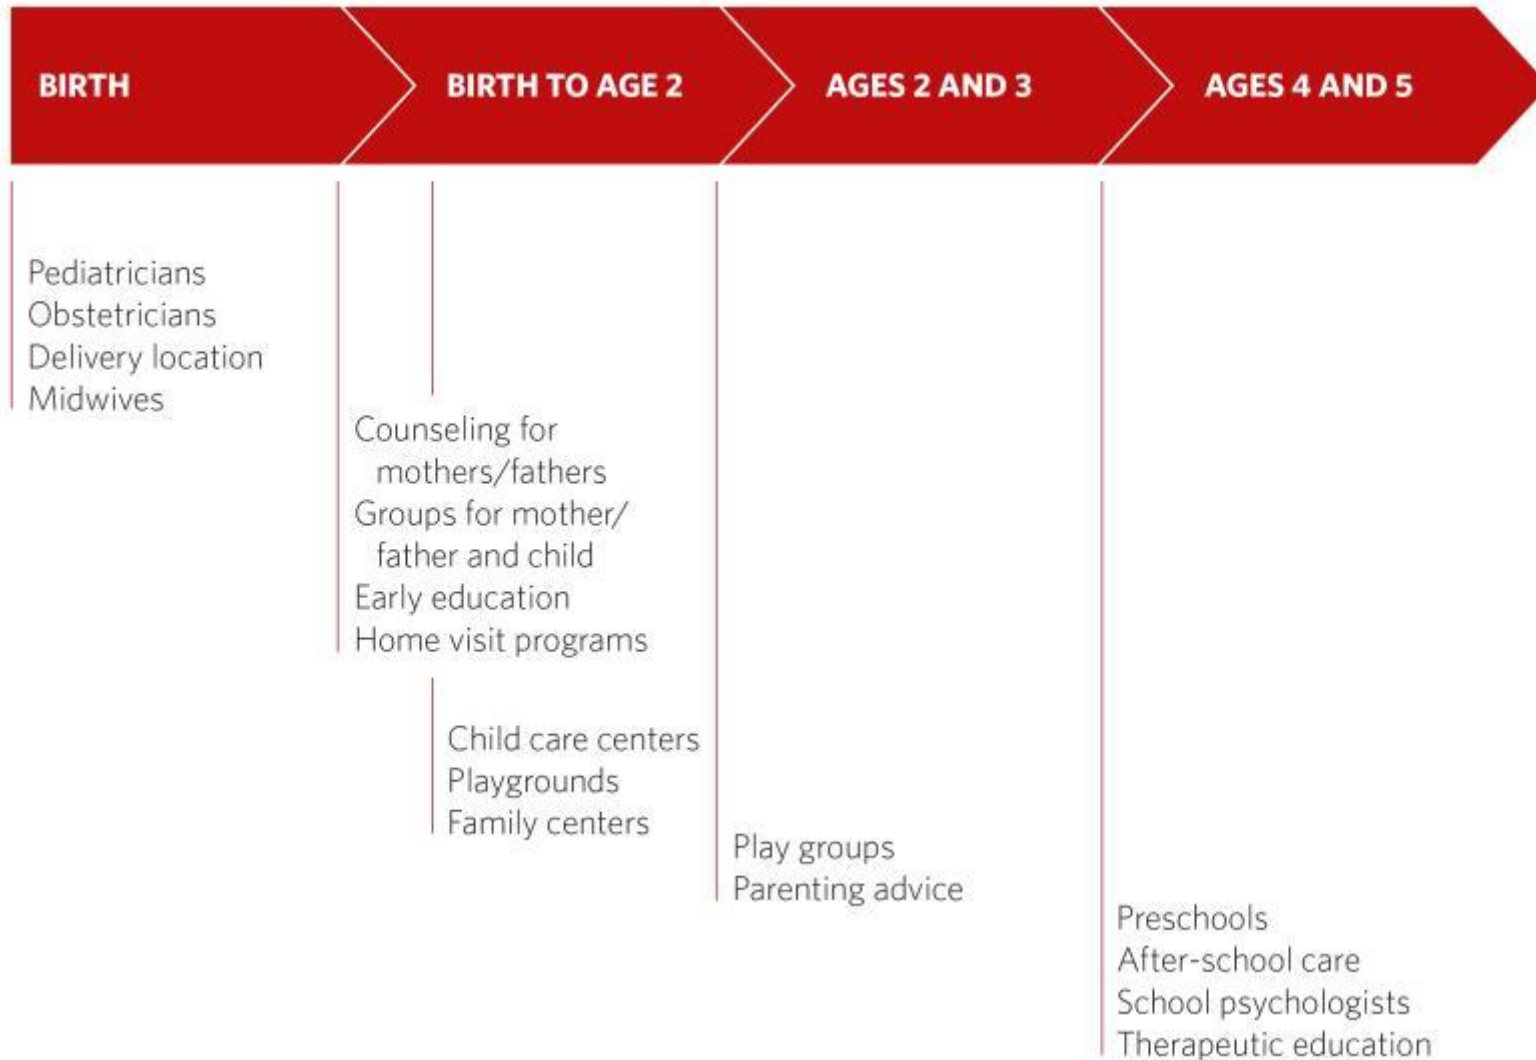 BIRTH
BIRTH TO AGE 2
AGES 2 AND 3
AGES 4 AND 5
Pediatricians
Obstetricians
Delivery location
Midwives
Counseling for
mothers/fathers
Groups for mother/
father and child
Early education
Home visit programs
Child care centers
Playgrounds
Family centers
Play groups
Parenting advice
Preschools
After-school care
School psychologists
Therapeutic education